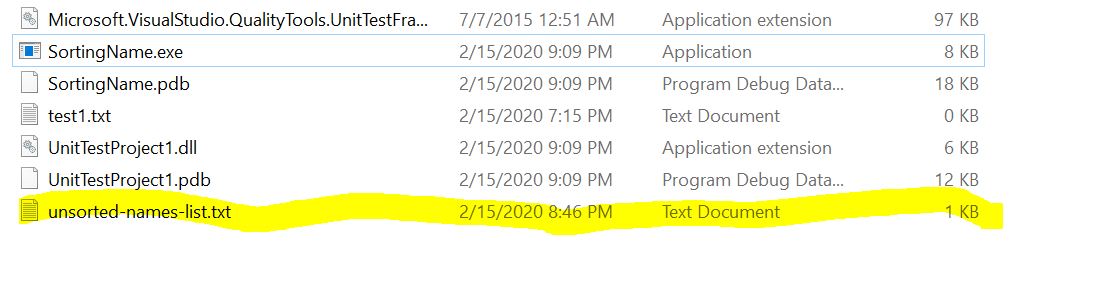 Microsoft.VisualStudio.QualityTools.UnitTestFra... 7/7/2015 12:51 AM Application extension 97 KB
SortingName.exe 2/15/2020 9:09 PM Application 8 KB
SortingName.pdb 2/15/2020 9:09 PM Program Debug Data... 18 KB
test1.txt 2/15/2020 7:15 PM Text Document 0 KB
UnitTestProject1.dll 2/15/2020 9:09 PM Application extension 6 KB
UnitTestProject1.pdb 2/15/2020 9:09 PM Program Debug Data... 12 KB
unsorted-names-list.txt 2/15/2020 8:46 PM Text Document 1 KB